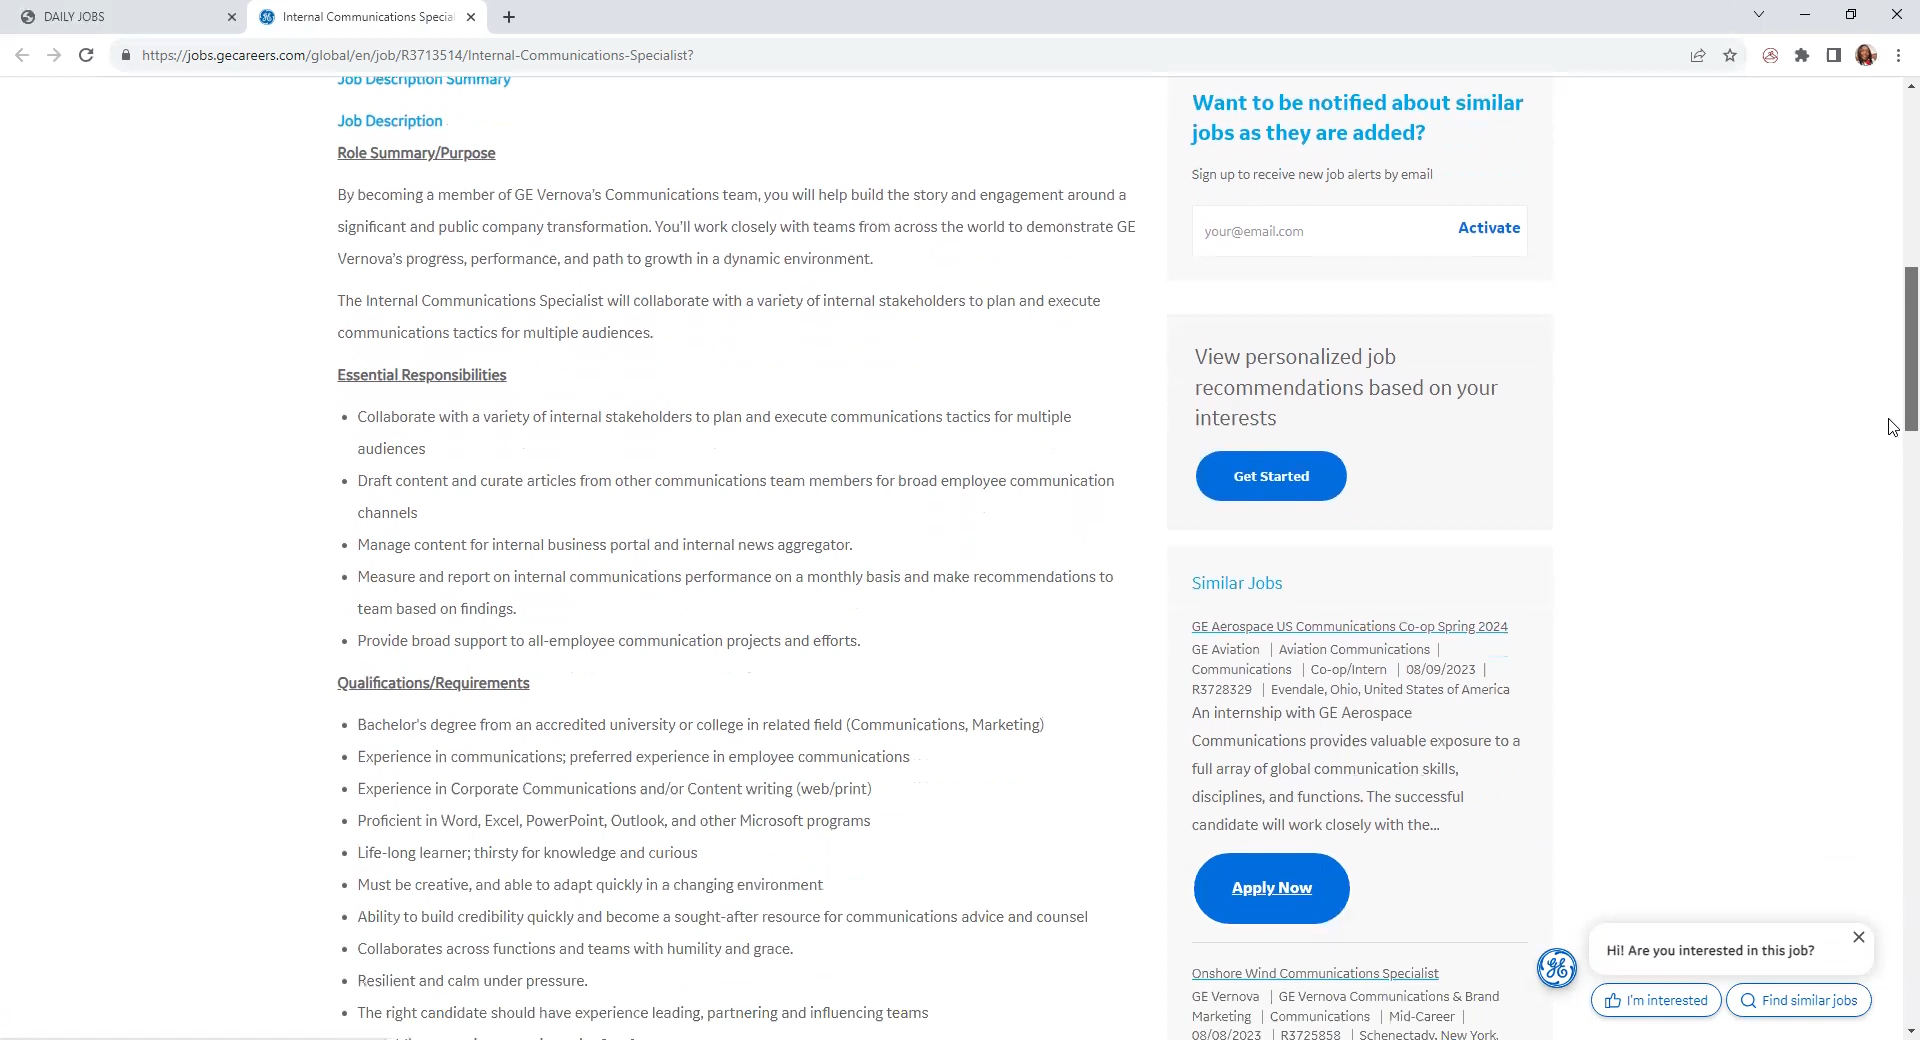 DAILY JOBS
Internal Communications Special
https://jobs.gecareers.com/global/en/job/R3713514/Internal-Communications-Specialist?
Job Description Summary
Job Description
Role Summary/Purpose
By becoming a member of GE Vernova’s Communications team, you will help build the story and engagement around a
significant and public company transformation. You’ll work closely with teams from across the world to demonstrate GE
Vernova’s progress, performance, and path to growth in a dynamic environment.
The Internal Communications Specialist will collaborate with a variety of internal stakeholders to plan and execute
communications tactics for multiple audiences.
Essential Responsibilities
• Collaborate with a variety of internal stakeholders to plan and execute communications tactics for multiple
audiences
• Draft content and curate articles from other communications team members for broad employee communication
channels
• Manage content for internal business portal and internal news aggregator.
• Measure and report on internal communications performance on a monthly basis and make recommendations to
team based on findings.
• Provide broad support to all-employee communication projects and efforts.
Qualifications/Requirements
• Bachelor's degree from an accredited university or college in related field (Communications, Marketing)
• Experience in communications; preferred experience in employee communications
• Experience in Corporate Communications and/or Content writing (web/print)
• Proficient in Word, Excel, PowerPoint, Outlook, and other Microsoft programs
• Life-long learner; thirsty for knowledge and curious
• Must be creative, and able to adapt quickly in a changing environment
• Ability to build credibility quickly and become a sought-after resource for communications advice and counsel
• Collaborates across functions and teams with humility and grace.
• Resilient and calm under pressure.
• The right candidate should have experience leading, partnering and influencing teams
Want to be notified about similar
jobs as they are added?
Sign up to receive new job alerts by email
your@email.com
Activate
View personalized job
recommendations based on your
interests
Get Started
Similar Jobs
GE Aerospace US Communications Co-op Spring 2024
GE Aviation | Aviation Communications |
Communications | Co-op/Intern | 08/09/2023 |
R3728329 | Evendale, Ohio, United States of America
An internship with GE Aerospace
Communications provides valuable exposure to a
full array of global communication skills,
disciplines, and functions. The successful
candidate will work closely with the...
Apply Now
Onshore Wind Communications Specialist
GE Vernova | GE Vernova Communications & Brand
Marketing | Communications | Mid-Career |
08/08/2023 | R3725858 | Schenectady, New York,
Hi! Are you interested in this job?
I'm interested
Find similar jobs